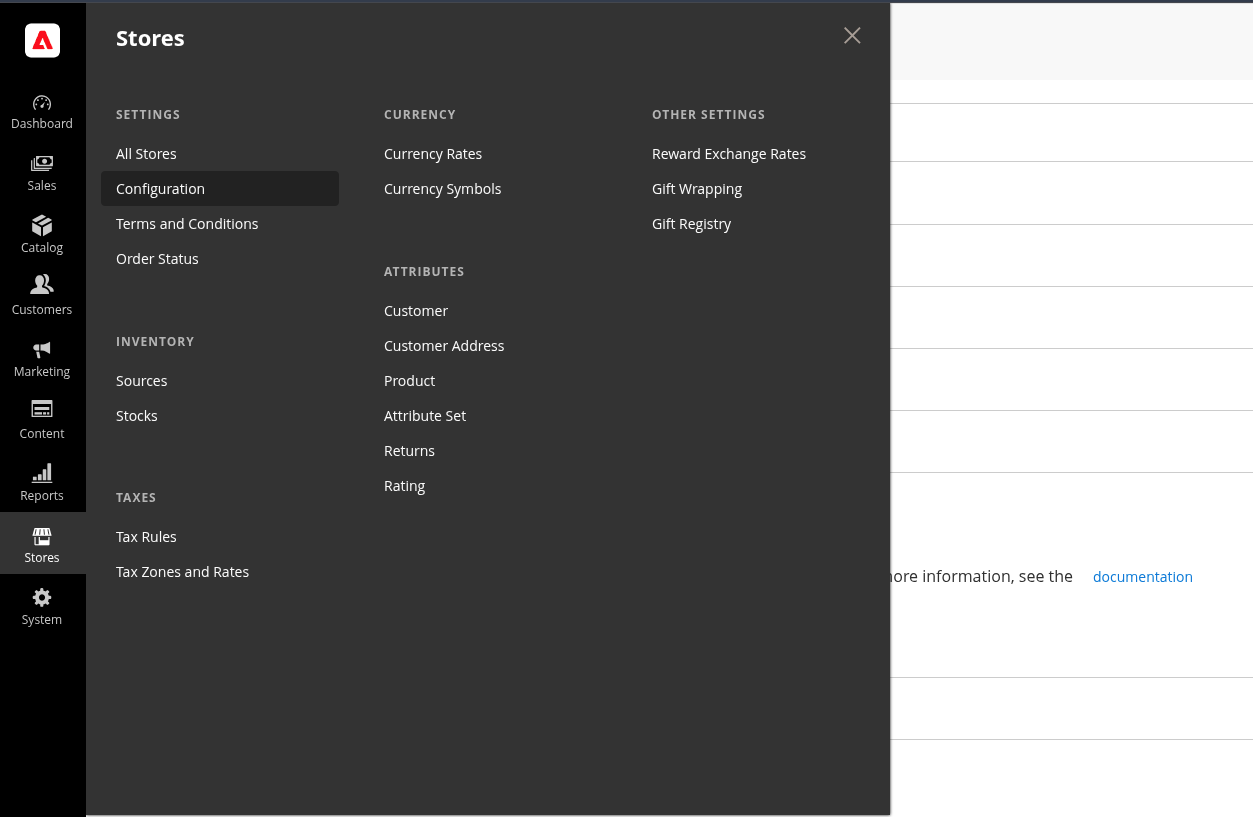 Dashboard
Sales
Catalog
Customers
Marketing
Content
Reports
Stores
System
Stores
SETTINGS
All Stores
Configuration
Terms and Conditions
Order Status
INVENTORY
Sources
Stocks
TAXES
Tax Rules
Tax Zones and Rates
CURRENCY
Currency Rates
Currency Symbols
ATTRIBUTES
Customer
Customer Address
Product
Attribute Set
Returns
Rating
OTHER SETTINGS
Reward Exchange Rates
Gift Wrapping
Gift Registry
information, see the documentation